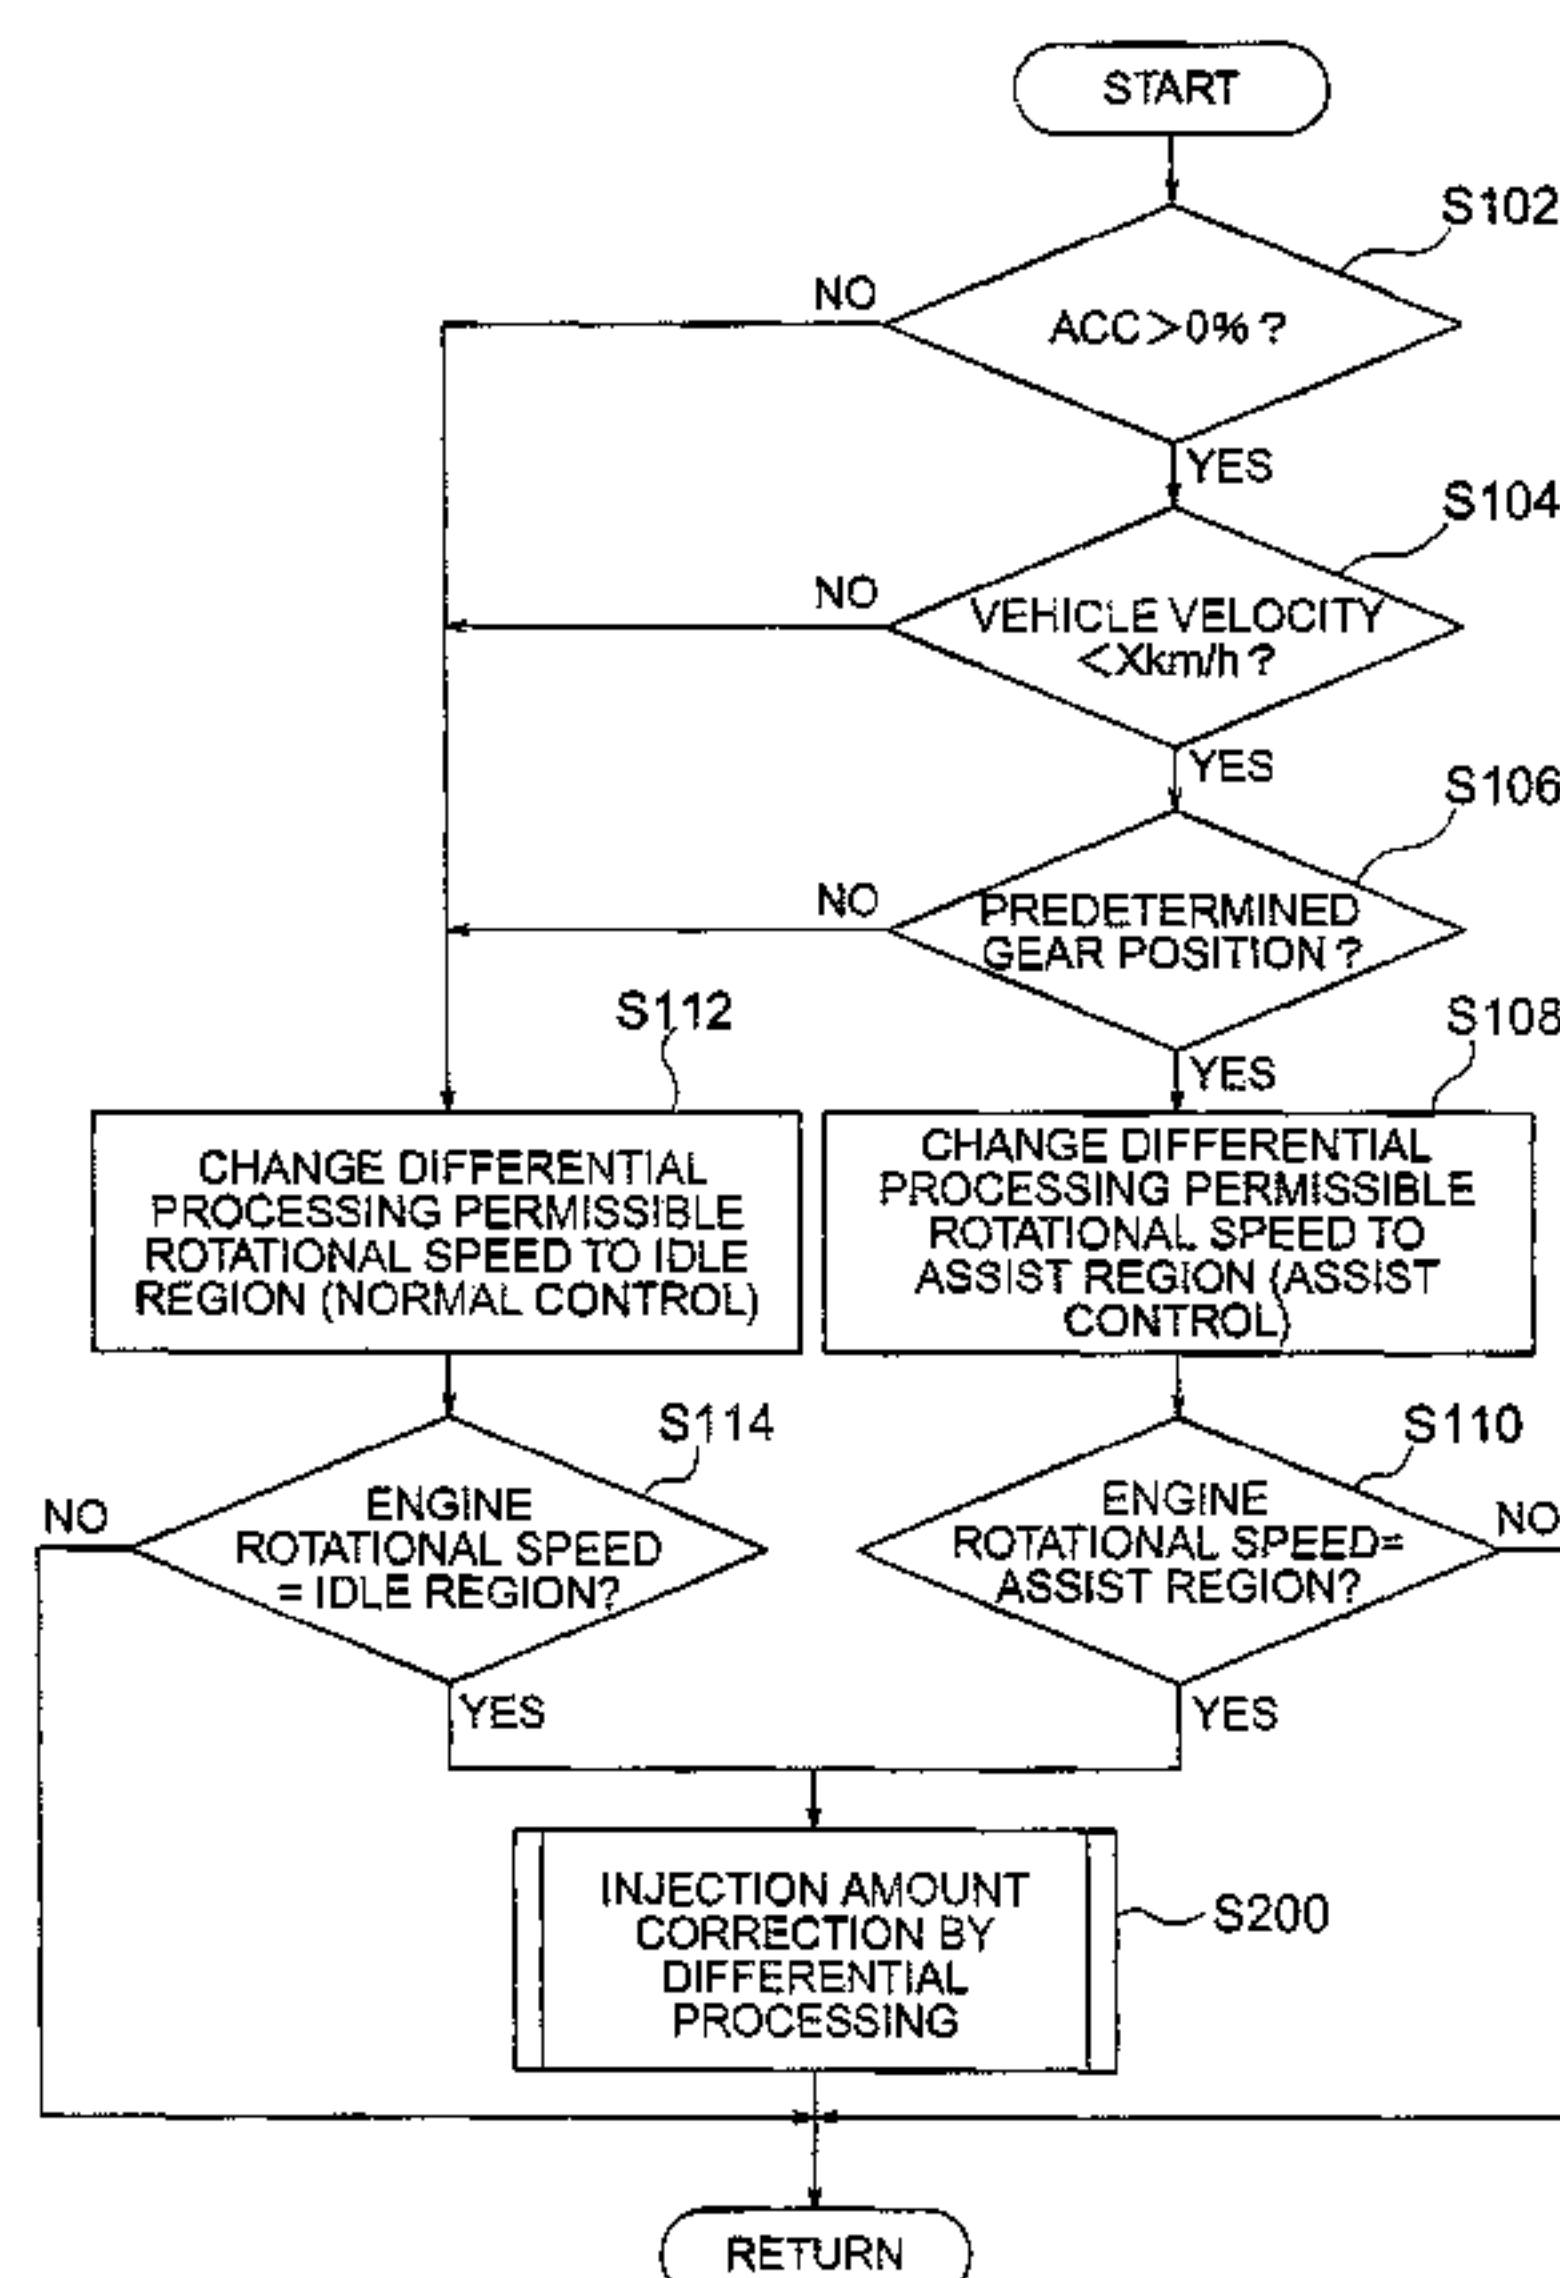 START
S102
NO
ACC>0%?
YES
S104
NO
VEHICLE VELOCITY
<Xkm/h?
YES
S106
NO
PREDETERMINED
GEAR POSITION?
YES
S112
S108
CHANGE DIFFERENTIAL
PROCESSING PERMISSIBLE
ROTATIONAL SPEED TO IDLE
REGION (NORMAL CONTROL)
CHANGE DIFFERENTIAL
PROCESSING PERMISSIBLE
ROTATIONAL SPEED TO
ASSIST REGION (ASSIST
CONTROL)
S114
NO
ENGINE
ROTATIONAL SPEED
= IDLE REGION?
YES
S110
ENGINE
ROTATIONAL SPEED=
ASSIST REGION?
NO
YES
INJECTION AMOUNT
CORRECTION BY
DIFFERENTIAL
PROCESSING
S200
RETURN